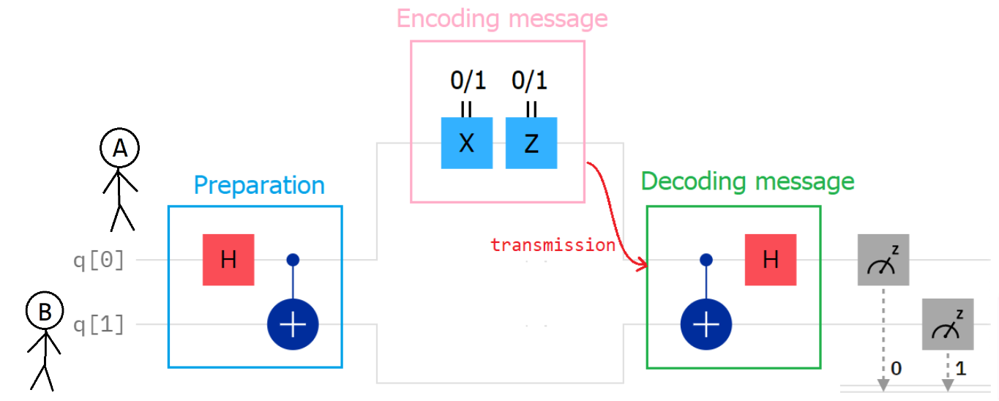 Encoding message
0/1 0/1
X Z
A
Preparation
Decoding message
transmission
q[0] H H z
B q[1] z
0 1